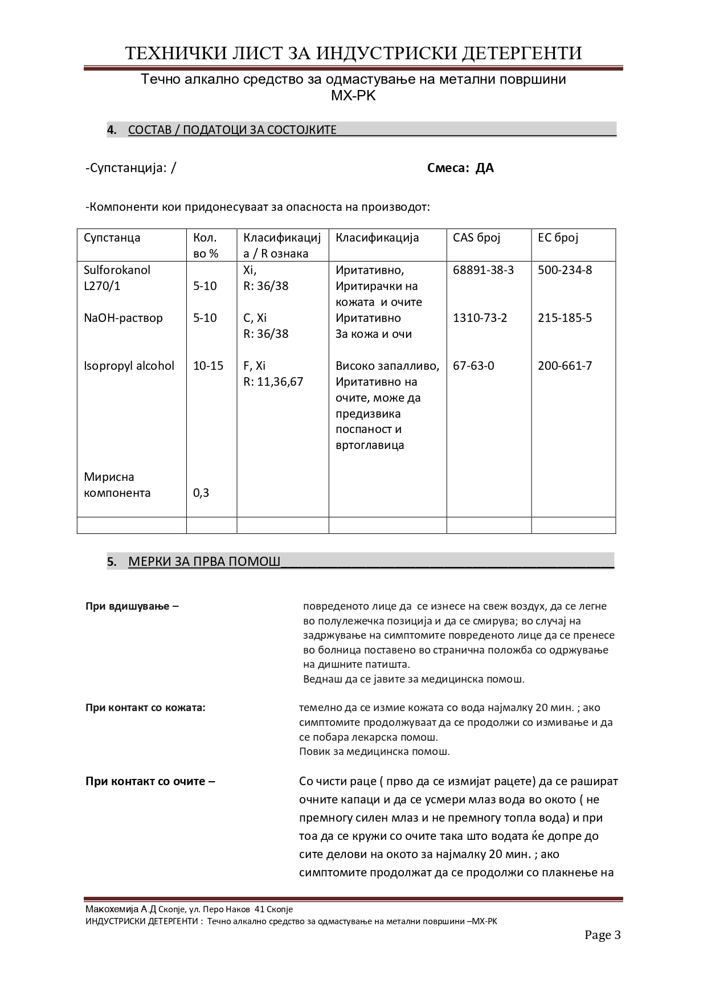 ТЕХНИЧКИ ЛИСТ ЗА ИНДУСТРИСКИ ДЕТЕРГЕНТИ
Течно алкално средство за одмастување на метални површини
MX-PK
4. СОСТАВ / ПОДАТОЦИ ЗА СОСТОЈКИТЕ
-Супстанција: / Смеса: ДА
-Компоненти кои придонесуваат за опасноста на производот:
Супстанца Кол. Класификациј Класификација CAS број ЕС број
во % а / R ознака
Sulforokanol Xi, Иритативно, 68891-38-3 500-234-8
L270/1 5-10 R: 36/38 Иритирачки на
кожата и очите
NaOH-раствор 5-10 C, Xi Иритативно 1310-73-2 215-185-5
R: 36/38 За кожа и очи
Isopropyl alcohol 10-15 F, Xi Високо запалливо, 67-63-0 200-661-7
R: 11,36,67 Иритативно на
очите, може да
предизвика
поспаност и
вртоглавица
Мирисна
компонента 0,3
5. МЕРКИ ЗА ПРВА ПОМОШ
При вдишување – повреденото лице да се изнесе на свеж воздух, да се легне
во полулежечка позиција и да се смирува; во случај на
задржување на симптомите повреденото лице да се пренесе
во болница поставено во странична положба со одржување
на дишните патишта.
Веднаш да се јавите за медицинска помош.
При контакт со кожата: темелно да се измие кожата со вода најмалку 20 мин. ; ако
симптомите продолжуваат да се продолжи со измивање и да
се побара лекарска помош.
Повик за медицинска помош.
При контакт со очите – Со чисти раце ( прво да се измијат рацете) да се рашират
очните капаци и да се усмери млаз вода во окото ( не
премногу силен млаз и не премногу топла вода) и при
тоа да се кружи со очите така што водата ќе допре до
сите делови на окото за најмалку 20 мин. ; ако
симптомите продолжат да се продолжи со плакнење на
Макохемија А.Д Скопје, ул. Перо Наков 41 Скопје
ИНДУСТРИСКИ ДЕТЕРГЕНТИ : Течно алкално средство за одмастување на метални површини –MX-PK
Page 3